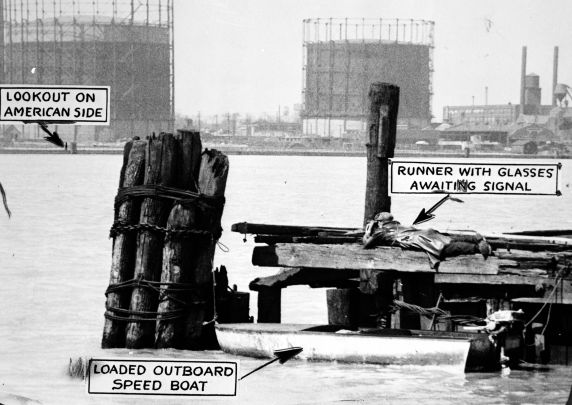 LOOKOUT ON
AMERICAN SIDE
RUNNER WITH GLASSES
AWAITING SIGNAL
LOADED OUTBOARD
SPEED BOAT